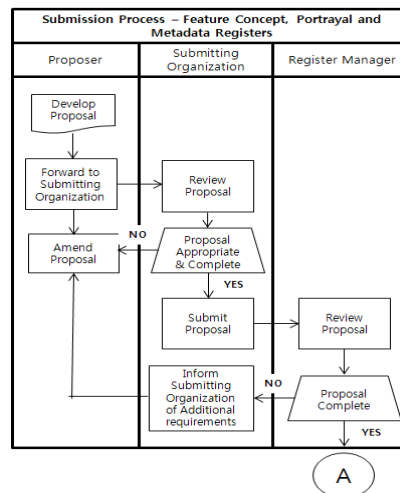 Submission Process – Feature Concept, Portrayal and
Metadata Registers
Proposer
Submitting
Organization
Register Manager
Develop
Proposal
Forward to
Submitting
Organization
Review
Proposal
NO
Amend
Proposal
Proposal
Appropriate
& Complete
YES
Submit
Proposal
Review
Proposal
Inform
Submitting
Organization
of Additional
requirements
NO
Proposal
Complete
YES
A